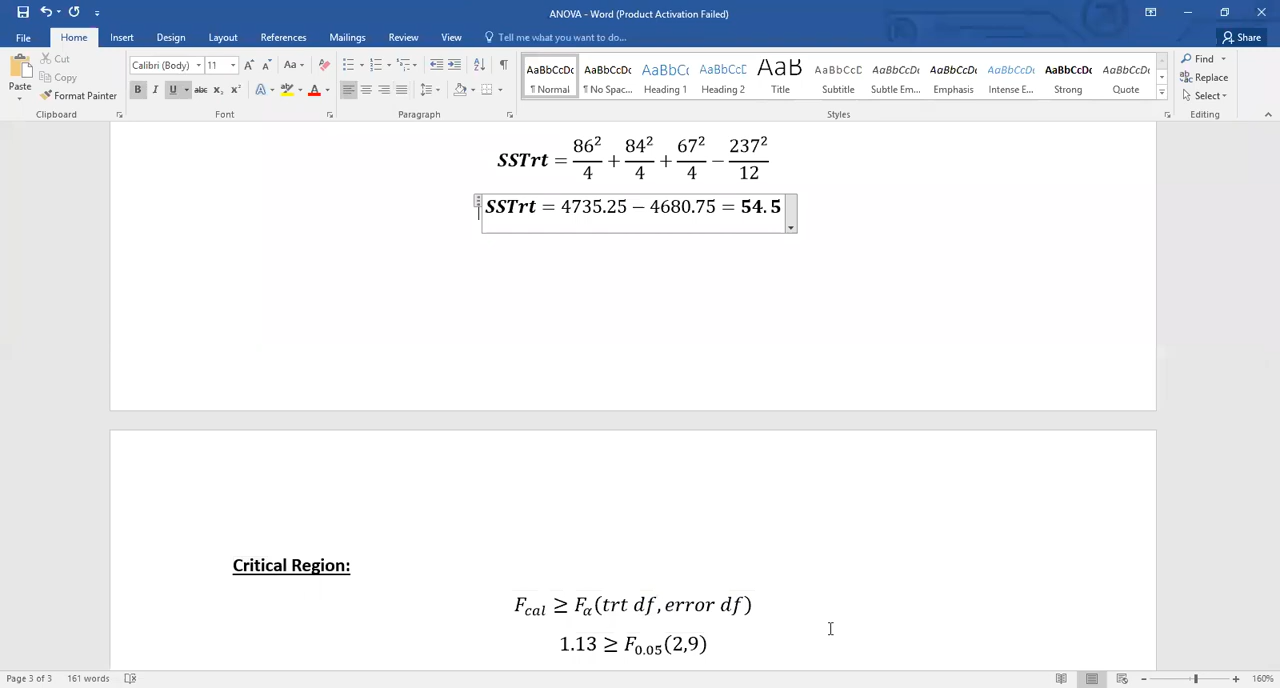 ANOVA - Word (Product Activation Failed)
File Home Insert Design Layout References Mailings Review View Tell me what you want to do... Share
Paste
Cut
Copy
Format Painter
Clipboard
Calibri (Body) 11
Font
Paragraph
AaBbCcDc AaBbCcDc AaBbCc AaBbCcC AaB AaBbCcC AaBbCcDc AaBbCcDc AaBbCcDc AaBbCcDc AaBbCcDc
¶ Normal ¶ No Spac... Heading 1 Heading 2 Title Subtitle Subtle Em... Emphasis Intense E... Strong Quote
Styles
Find
Replace
Select
Editing
SSTrt = 86²/4 + 84²/4 + 67²/4 − 237²/12
SSTrt = 4735.25 − 4680.75 = 54.5
Critical Region:
F_cal ≥ F_α(trt df, error df)
1.13 ≥ F_0.05(2,9)
Page 3 of 3 161 words 160%